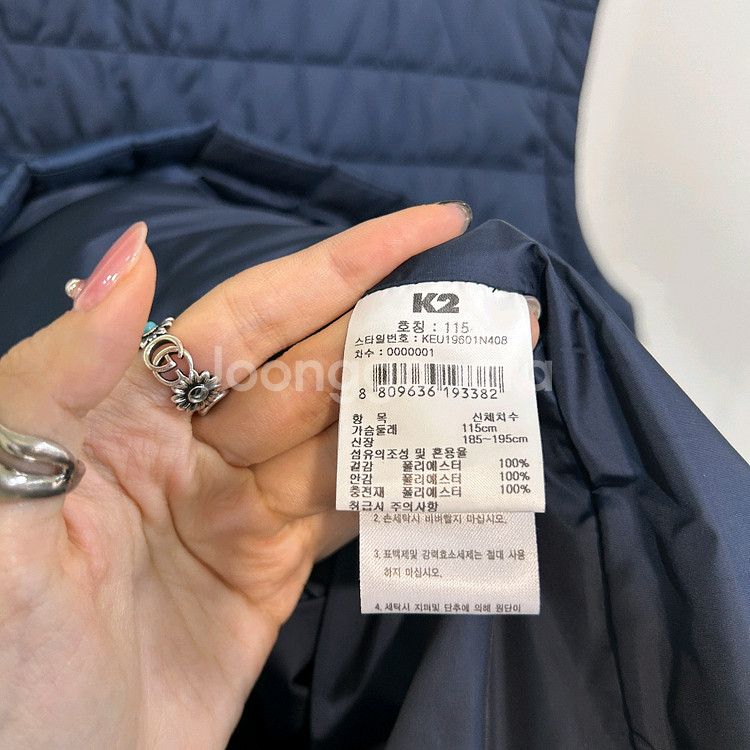 K2
호칭 : 115
스타일번호 : KEU19601N408
차수 : 0000001
8 809636 193382
항 목 신체치수
가슴둘레 115cm
신장 185~195cm
섬유의조성 및 혼용율
겉감 폴리에스터 100%
안감 폴리에스터 100%
충전재 폴리에스터 100%
취급시 주의사항
2. 손세탁시 비벼빨지 마십시오.
3. 표백제및 강력효소세제는 절대 사용
하지 마십시오.
4. 세탁시 지퍼및 단추에 의해 원단이